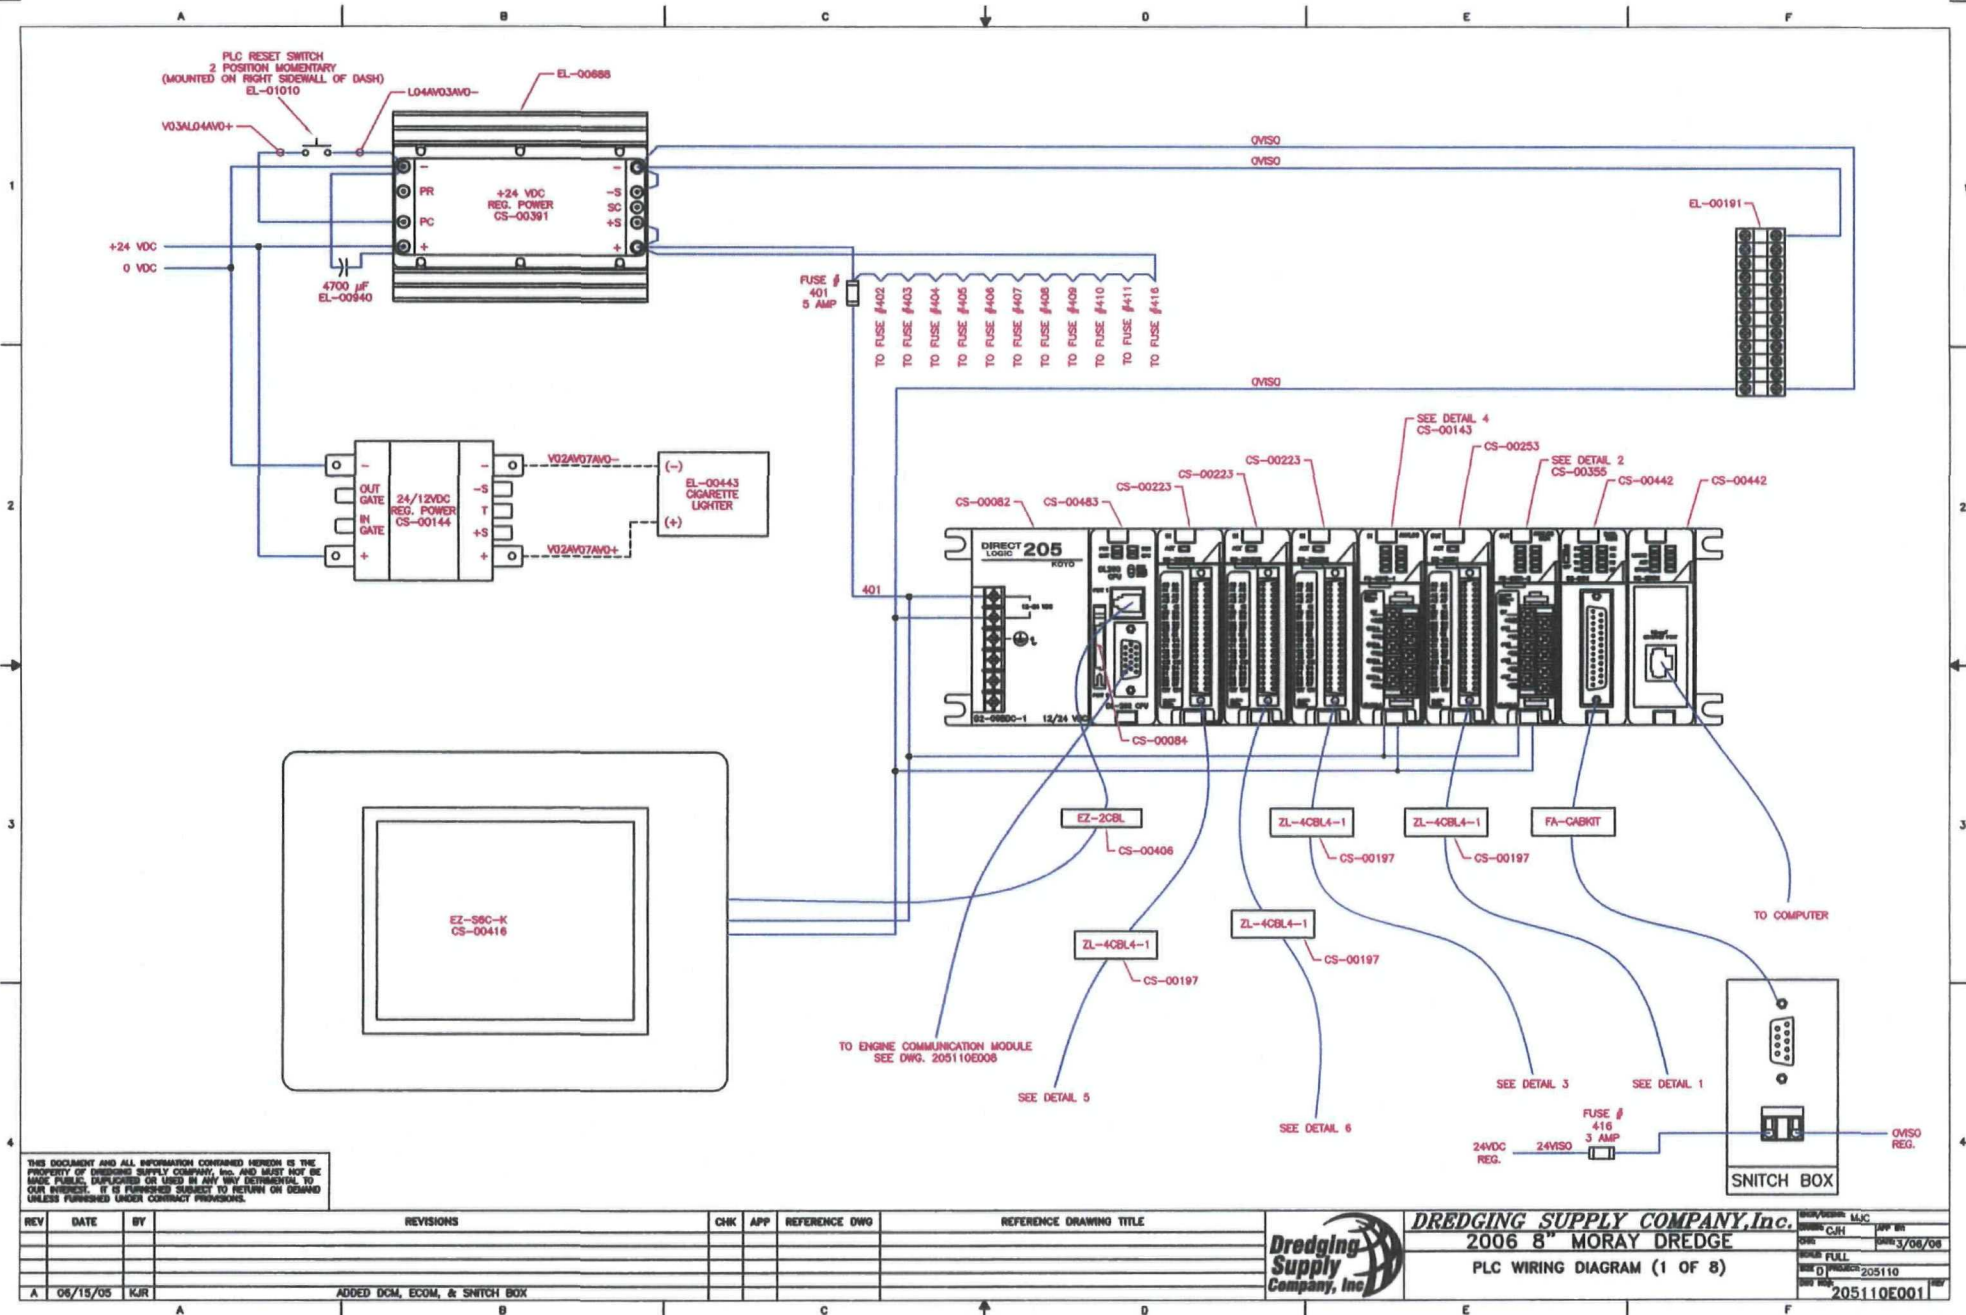 A B C D E F
PLC RESET SWITCH
2 POSITION MOMENTARY
(MOUNTED ON RIGHT SIDEWALL OF DASH)
EL-01010
EL-00688
L04AV03AV0-
V03AL04AV0+
-
PR
PC
+
+24 VDC
REG. POWER
CS-00391
-
-S
SC
+S
+
0VISO
0VISO
1
EL-00191
+24 VDC
0 VDC
4700 µF
EL-00940
FUSE #
401
5 AMP
TO FUSE #402
TO FUSE #403
TO FUSE #404
TO FUSE #405
TO FUSE #406
TO FUSE #407
TO FUSE #408
TO FUSE #409
TO FUSE #410
TO FUSE #411
TO FUSE #416
0VISO
2
-
OUT
GATE
IN
GATE
+
24/12VDC
REG. POWER
CS-00144
-
-S
T
+S
+
V02AV07AV0-
V02AV07AV0+
(-)
EL-00443
CIGARETTE
LIGHTER
(+)
SEE DETAIL 4
CS-00143
CS-00253
CS-00223
SEE DETAIL 2
CS-00355
CS-00223
CS-00442
CS-00442
CS-00223
CS-00082
CS-00483
2
DIRECT
LOGIC 205
KOYO
401
12/24 VDC
CS-00084
3
EZ-S6C-K
CS-00416
EZ-2CBL
CS-00406
ZL-4CBL4-1
CS-00197
ZL-4CBL4-1
CS-00197
FA-CABKIT
3
TO COMPUTER
ZL-4CBL4-1
CS-00197
ZL-4CBL4-1
CS-00197
TO ENGINE COMMUNICATION MODULE
SEE DWG. 205110E008
SEE DETAIL 5
SEE DETAIL 6
SEE DETAIL 3
SEE DETAIL 1
4
FUSE #
416
3 AMP
24VDC
REG.
24VISO
0VISO
REG.
4
SNITCH BOX
THIS DOCUMENT AND ALL INFORMATION CONTAINED HEREON IS THE
PROPERTY OF DREDGING SUPPLY COMPANY, Inc. AND MUST NOT BE
MADE PUBLIC, DUPLICATED OR USED IN ANY WAY DETRIMENTAL TO
OUR INTEREST. IT IS FURNISHED SUBJECT TO RETURN ON DEMAND
UNLESS FURNISHED UNDER CONTRACT PROVISIONS.
REV DATE BY REVISIONS CHK APP REFERENCE DWG REFERENCE DRAWING TITLE
A 06/15/05 KJR ADDED DCM, ECOM, & SNITCH BOX
Dredging
Supply
Company, Inc
DREDGING SUPPLY COMPANY, Inc.
2006 8" MORAY DREDGE
PLC WIRING DIAGRAM (1 OF 8)
MJC
CJH
3/06/06
FULL
D 205110
205110E001
A B C D E F